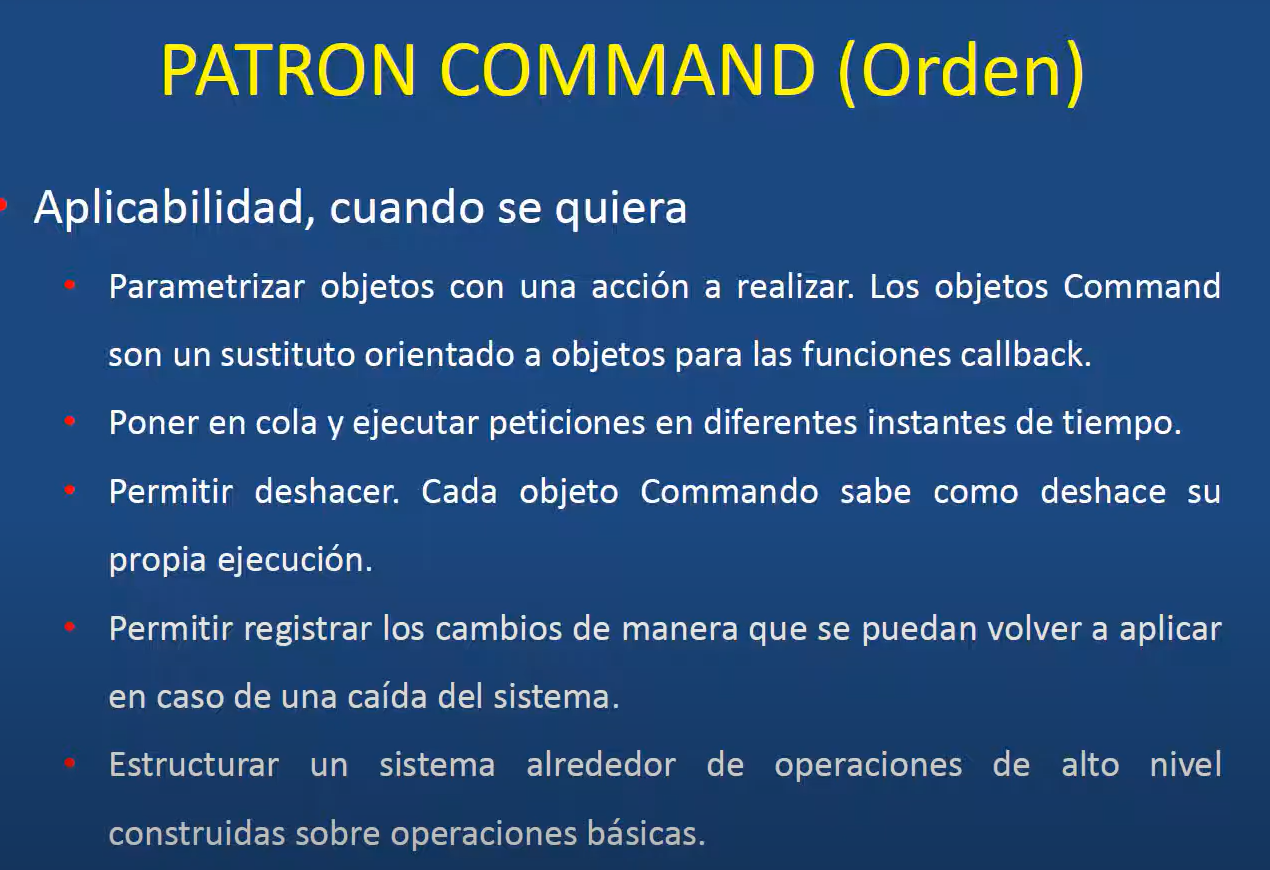 PATRON COMMAND (Orden)
Aplicabilidad, cuando se quiera
Parametrizar objetos con una acción a realizar. Los objetos Command
son un sustituto orientado a objetos para las funciones callback.
Poner en cola y ejecutar peticiones en diferentes instantes de tiempo.
Permitir deshacer. Cada objeto Commando sabe como deshace su
propia ejecución.
Permitir registrar los cambios de manera que se puedan volver a aplicar
en caso de una caída del sistema.
Estructurar un sistema alrededor de operaciones de alto nivel
construidas sobre operaciones básicas.